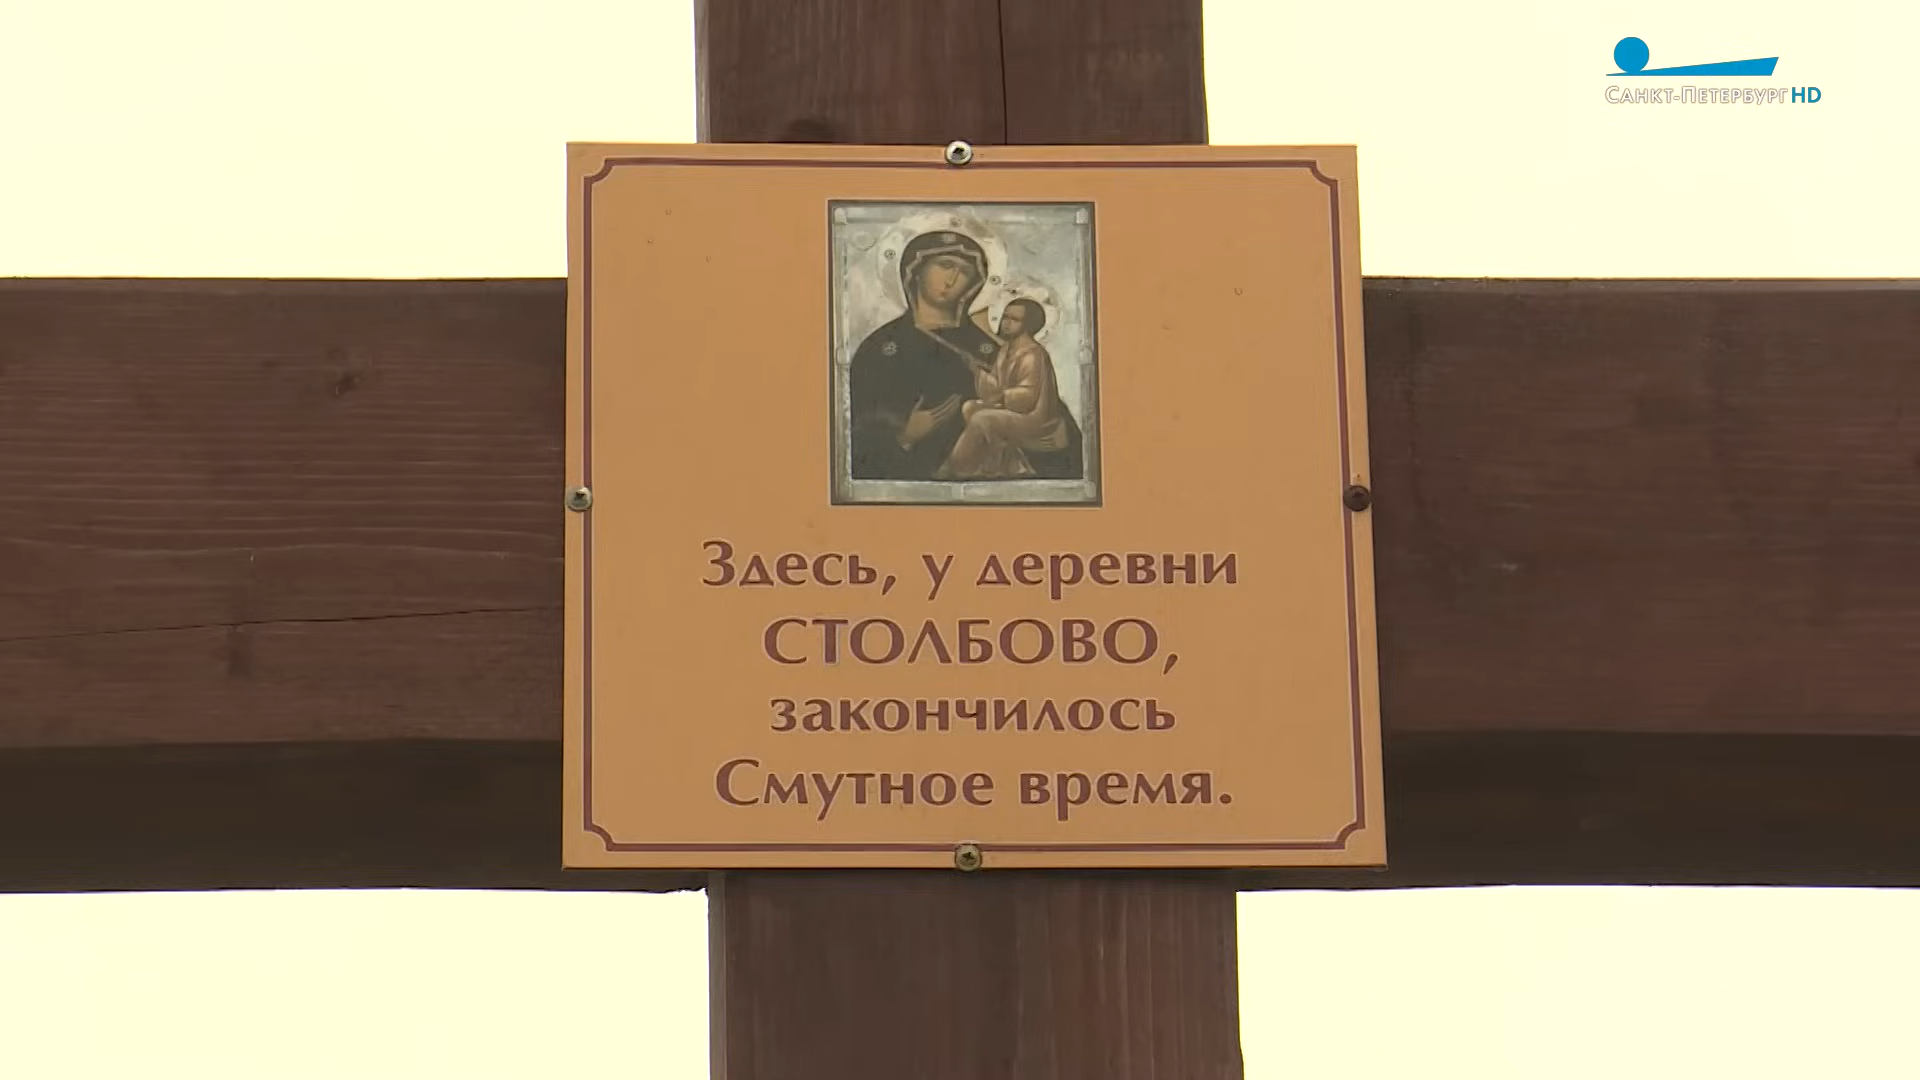 САНКТ-ПЕТЕРБУРГ HD
Здесь, у деревни
СТОЛБОВО,
закончилось
Смутное время.